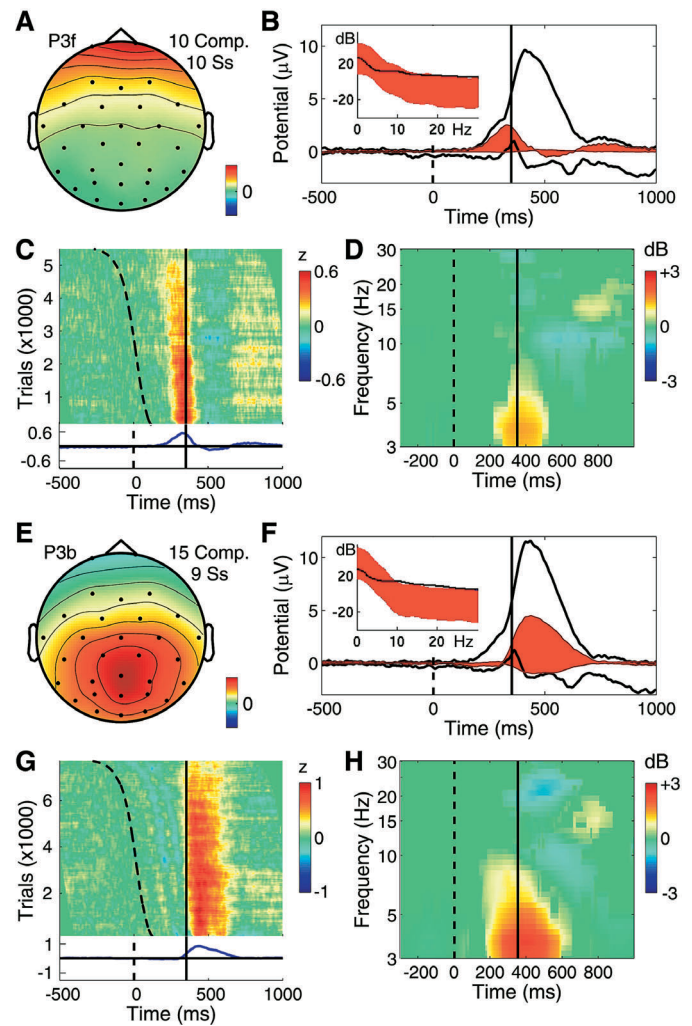 A
P3f
10 Comp.
10 Ss
0
B
Potential (μV)
10
5
0
dB
20
-20
0
20
Hz
-500
0
500
1000
Time (ms)
C
Trials (x1000)
5
4
3
2
1
z
0.6
0
-0.6
0.6
-0.6
-500
0
500
1000
Time (ms)
D
Frequency (Hz)
30
20
15
10
5
3
dB
+3
0
-3
-200
0
200
400
600
800
Time (ms)
E
P3b
15 Comp.
9 Ss
0
F
Potential (μV)
10
5
0
dB
20
-20
0
10
20
Hz
-500
0
500
1000
Time (ms)
G
Trials (x1000)
6
4
2
z
1
0
-1
1
-1
-500
0
500
1000
Time (ms)
H
Frequency (Hz)
30
20
15
10
5
3
dB
+3
0
-3
-200
0
200
400
600
800
Time (ms)